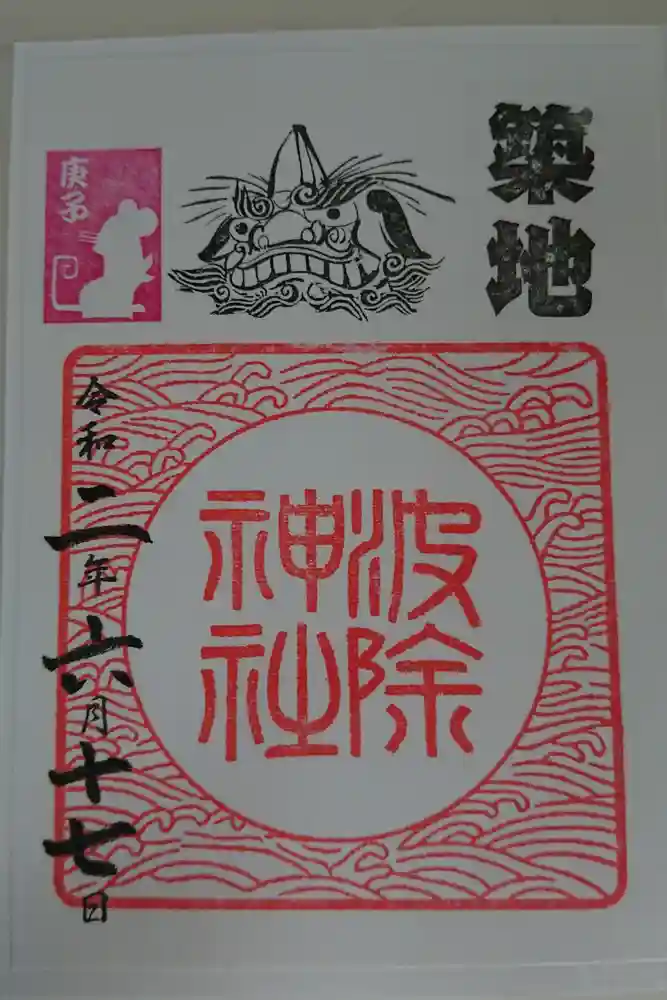 築地
庚子
波除
神社
令和二年六月十七日